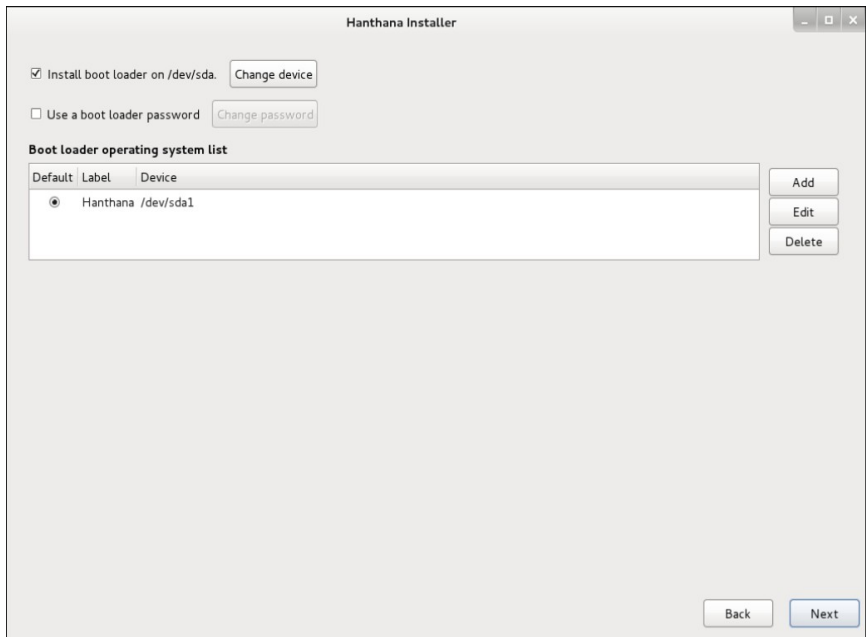 Hanthana Installer
Install boot loader on /dev/sda. Change device
Use a boot loader password Change password
Boot loader operating system list
Default Label Device
Hanthana /dev/sda1
Add
Edit
Delete
Back Next